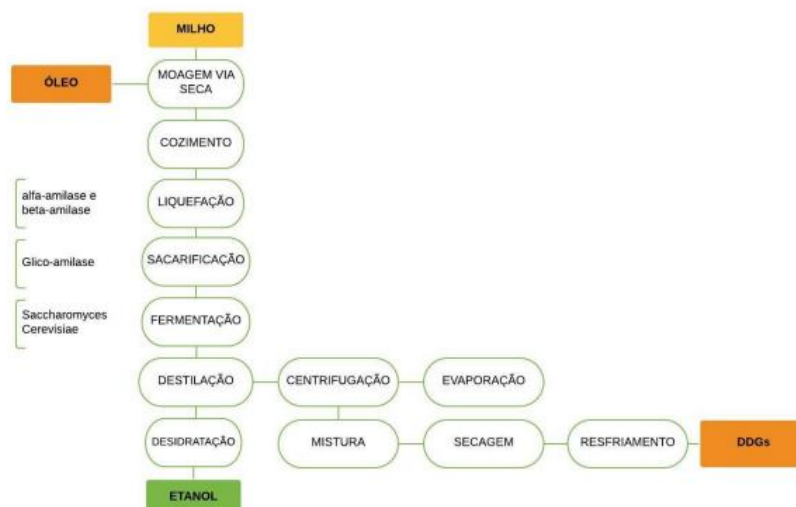 MILHO
ÓLEO
MOAGEM VIA
SECA
COZIMENTO
alfa-amilase e
beta-amilase
LIQUEFAÇÃO
Glico-amilase
SACARIFICAÇÃO
Saccharomyces
Cerevisiae
FERMENTAÇÃO
DESTILAÇÃO
CENTRIFUGAÇÃO
EVAPORAÇÃO
DESIDRATAÇÃO
MISTURA
SECAGEM
RESFRIAMENTO
DDGs
ETANOL